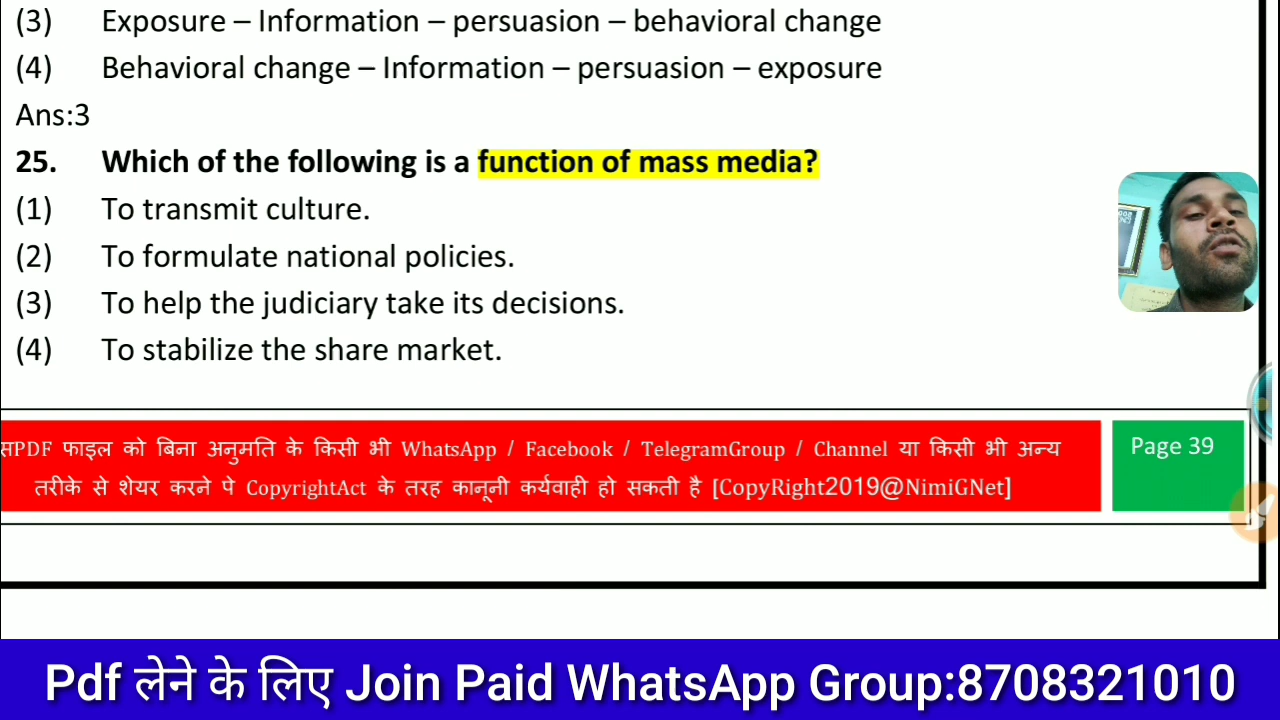 (3) Exposure – Information – persuasion – behavioral change
(4) Behavioral change – Information – persuasion – exposure
Ans:3
25. Which of the following is a function of mass media?
(1) To transmit culture.
(2) To formulate national policies.
(3) To help the judiciary take its decisions.
(4) To stabilize the share market.
सPDF फाइल को बिना अनुमति के किसी भी WhatsApp / Facebook / TelegramGroup / Channel या किसी भी अन्य
तरीके से शेयर करने पे CopyrightAct के तरह कानूनी कर्यवाही हो सकती है [CopyRight2019@NimiGNet]
Page 39
Pdf लेने के लिए Join Paid WhatsApp Group:8708321010